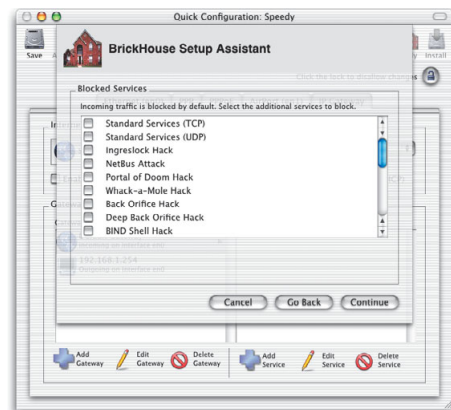 Quick Configuration: Speedy
Save
Install
BrickHouse Setup Assistant
Click the lock to disallow changes
Blocked Services
Incoming traffic is blocked by default. Select the additional services to block.
Standard Services (TCP)
Standard Services (UDP)
Ingreslock Hack
NetBus Attack
Portal of Doom Hack
Whack-a-Mole Hack
Back Orifice Hack
Deep Back Orifice Hack
BIND Shell Hack
192.168.1.254
Cancel
Go Back
Continue
Add Gateway
Edit Gateway
Delete Gateway
Add Service
Edit Service
Delete Service